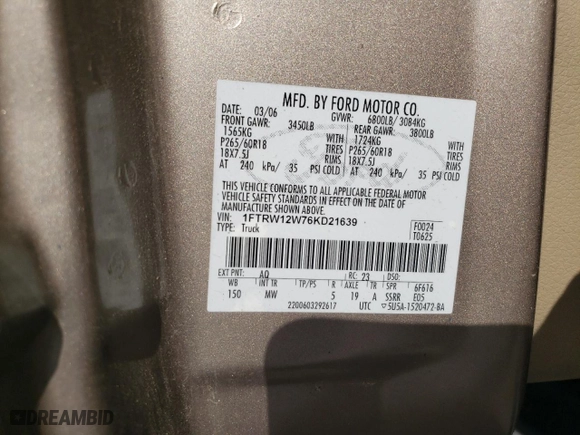 MFD. BY FORD MOTOR CO.
DATE: 03/06 GVWR: 6800LB/ 3084KG
FRONT GAWR: 3450LB REAR GAWR: 3800LB
1565KG WITH 1724KG WITH
P265/60R18 TIRES P265/60R18 TIRES
18X7.5J RIMS 18X7.5J RIMS
AT 240 kPa/ 35 PSI COLD AT 240 kPa/ 35 PSI COLD
THIS VEHICLE CONFORMS TO ALL APPLICABLE FEDERAL MOTOR
VEHICLE SAFETY STANDARDS IN EFFECT ON THE DATE OF
MANUFACTURE SHOWN ABOVE.
VIN: 1FTRW12W76KD21639 F0024
TYPE: Truck T0625
EXT PNT: AQ RC: 23 DSO:
WB INT TR TP/PS R AXLE TR SPR 6F616
150 MW 5 19 A SSRR E05
2200603292617 UTC 5U5A-1520472-BA
DREAMBID